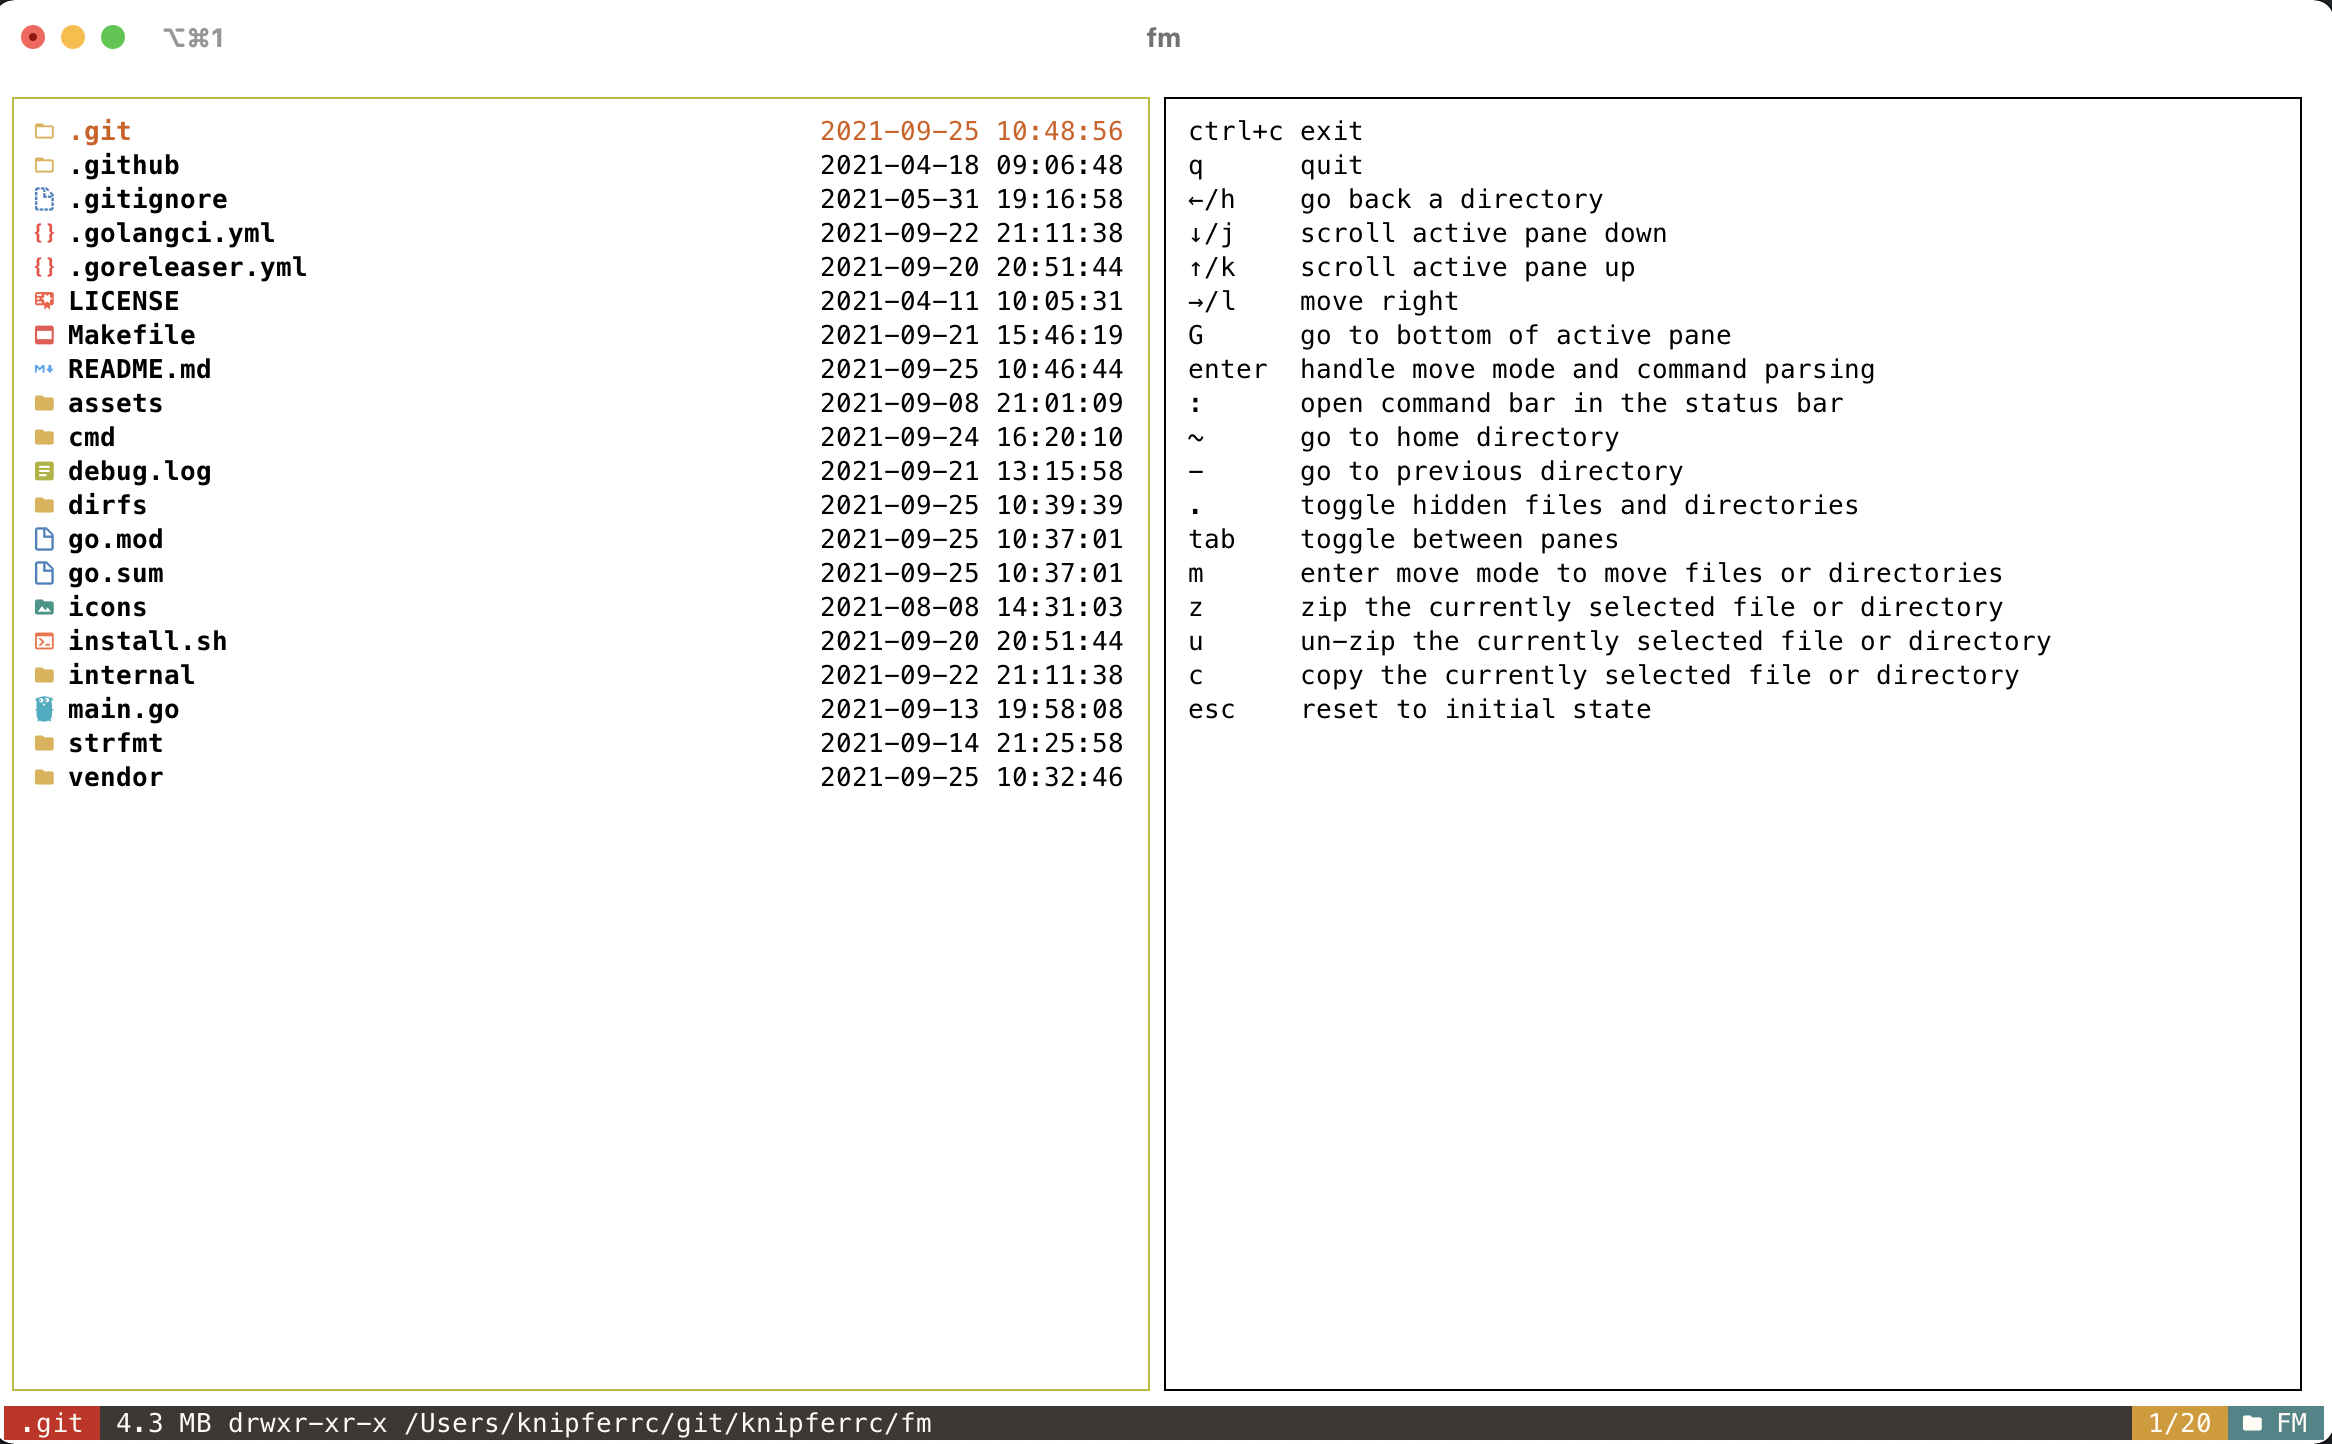 ⌥⌘1 fm
.git 2021-09-25 10:48:56
.github 2021-04-18 09:06:48
.gitignore 2021-05-31 19:16:58
.golangci.yml 2021-09-22 21:11:38
.goreleaser.yml 2021-09-20 20:51:44
LICENSE 2021-04-11 10:05:31
Makefile 2021-09-21 15:46:19
README.md 2021-09-25 10:46:44
assets 2021-09-08 21:01:09
cmd 2021-09-24 16:20:10
debug.log 2021-09-21 13:15:58
dirfs 2021-09-25 10:39:39
go.mod 2021-09-25 10:37:01
go.sum 2021-09-25 10:37:01
icons 2021-08-08 14:31:03
install.sh 2021-09-20 20:51:44
internal 2021-09-22 21:11:38
main.go 2021-09-13 19:58:08
strfmt 2021-09-14 21:25:58
vendor 2021-09-25 10:32:46
ctrl+c exit
q quit
←/h go back a directory
↓/j scroll active pane down
↑/k scroll active pane up
→/l move right
G go to bottom of active pane
enter handle move mode and command parsing
: open command bar in the status bar
~ go to home directory
- go to previous directory
. toggle hidden files and directories
tab toggle between panes
m enter move mode to move files or directories
z zip the currently selected file or directory
u un-zip the currently selected file or directory
c copy the currently selected file or directory
esc reset to initial state
.git 4.3 MB drwxr-xr-x /Users/knipferrc/git/knipferrc/fm 1/20 FM